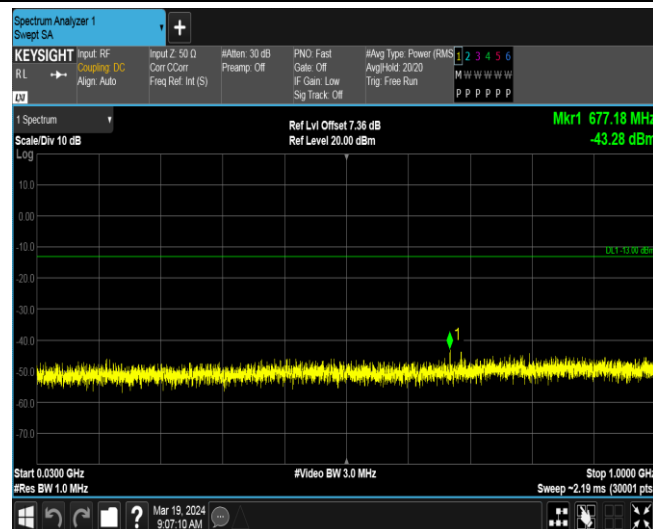 Spectrum Analyzer 1
Swept SA
+
KEYSIGHT Input: RF Input Z: 50 Ω #Atten: 30 dB PNO: Fast #Avg Type: Power (RMS 1 2 3 4 5 6
RL Coupling: DC Corr CCorr Preamp: Off Gate: Off Avg|Hold: 20/20 M W W W W W
Align: Auto Freq Ref: Int (S) IF Gain: Low Trig: Free Run
Sig Track: Off P P P P P P
LXI
1 Spectrum Ref Lvl Offset 7.36 dB Mkr1 677.18 MHz
Scale/Div 10 dB Ref Level 20.00 dBm -43.28 dBm
Log
10.0
0.00
-10.0
DL1 -13.00 dBm
-20.0
-30.0
-40.0
1
-50.0
-60.0
-70.0
Start 0.0300 GHz #Video BW 3.0 MHz Stop 1.0000 GHz
#Res BW 1.0 MHz Sweep ~2.19 ms (30001 pts
? Mar 19, 2024
9:07:10 AM